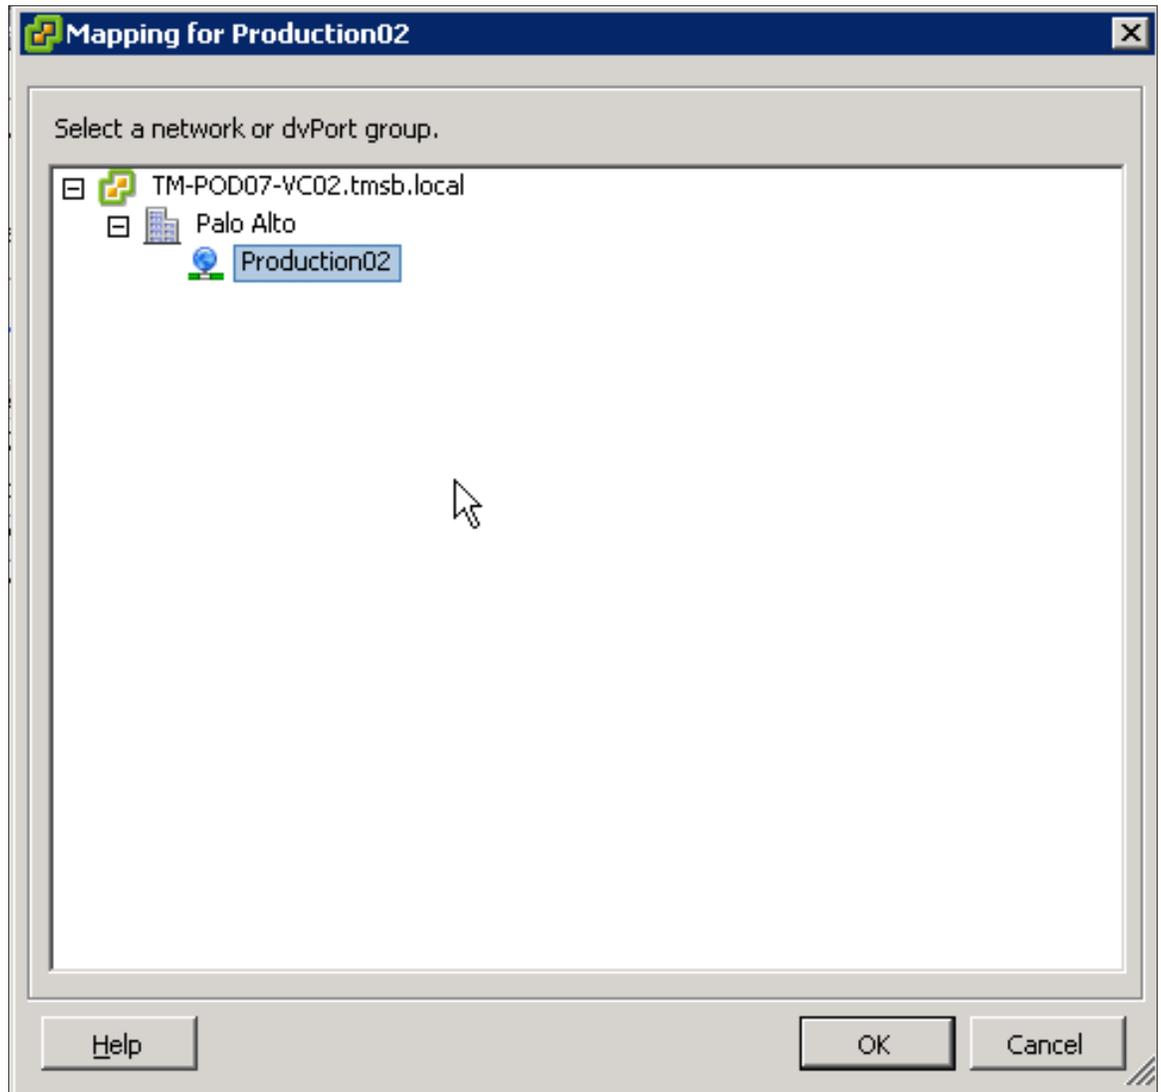 Mapping for Production02
Select a network or dvPort group.
TM-POD07-VC02.tmsb.local
Palo Alto
Production02
Help
OK
Cancel